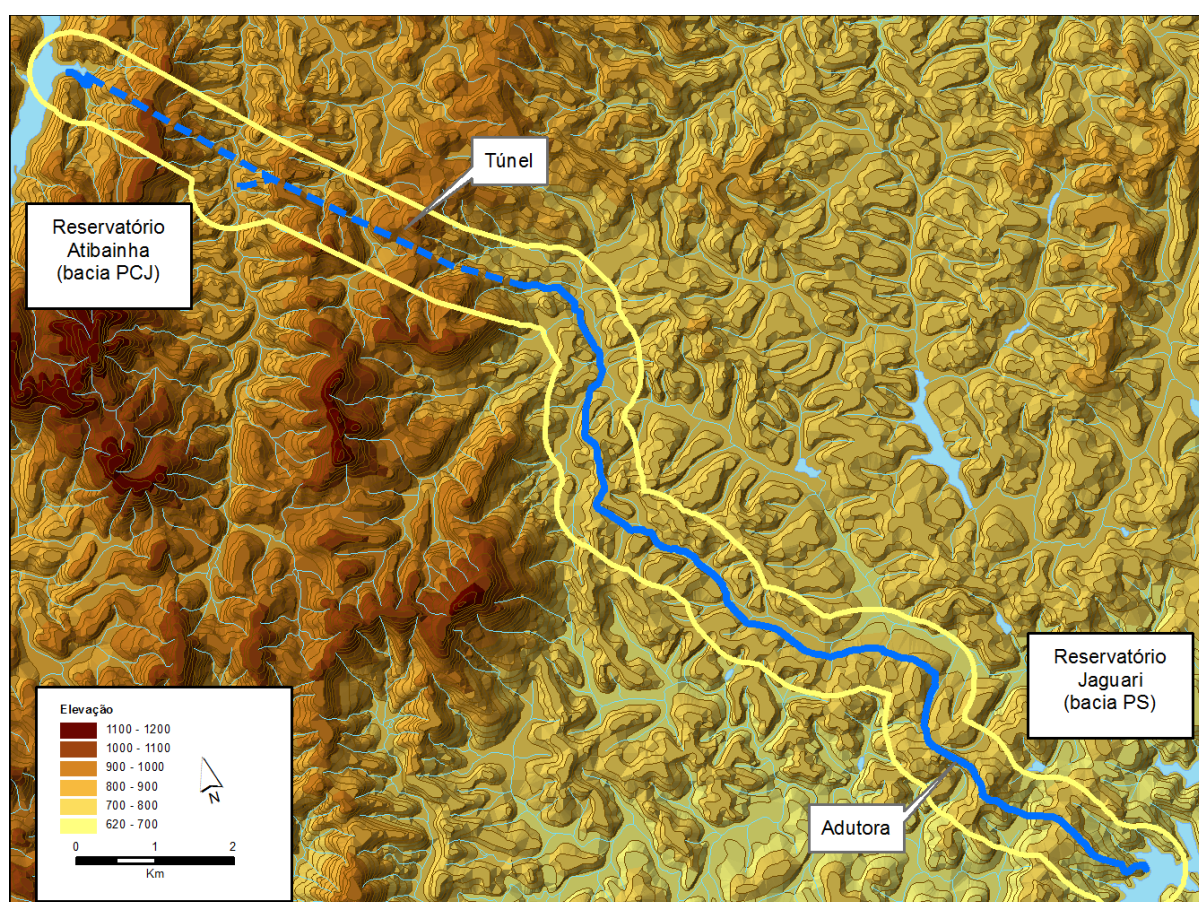 Túnel
Reservatório
Atibainha
(bacia PCJ)
Reservatório
Jaguari
(bacia PS)
Adutora
Elevação
1100 - 1200
1000 - 1100
900 - 1000
800 - 900
700 - 800
620 - 700
N
0 1 2
Km